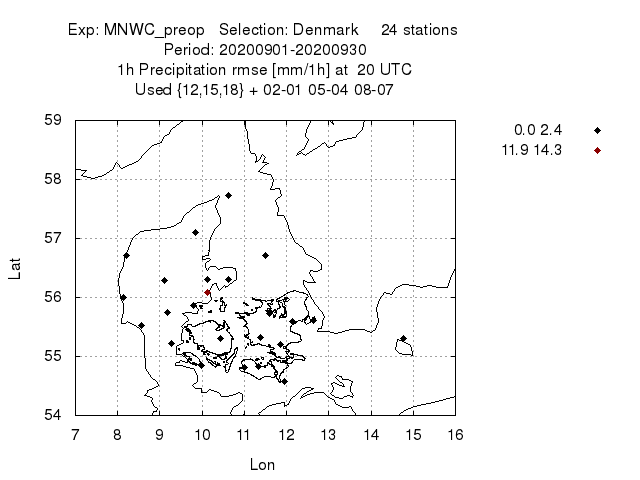 Exp: MNWC_preop Selection: Denmark 24 stations
Period: 20200901-20200930
1h Precipitation rmse [mm/1h] at 20 UTC
Used {12,15,18} + 02-01 05-04 08-07
0.0 2.4
11.9 14.3
59
58
57
56
55
54
Lat
7 8 9 10 11 12 13 14 15 16
Lon